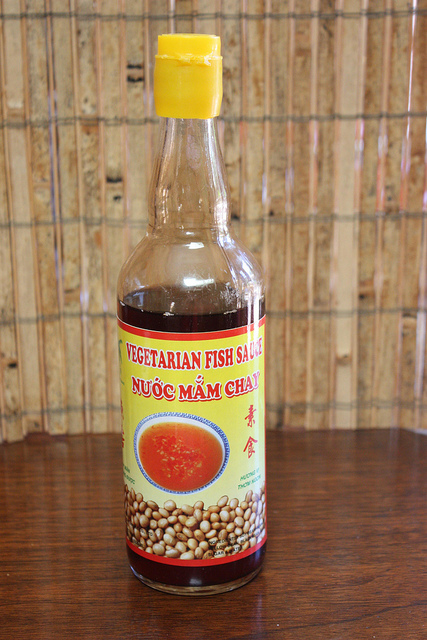 VEGETARIAN FISH SAUCE
NƯỚC MẮM CHAY
素食